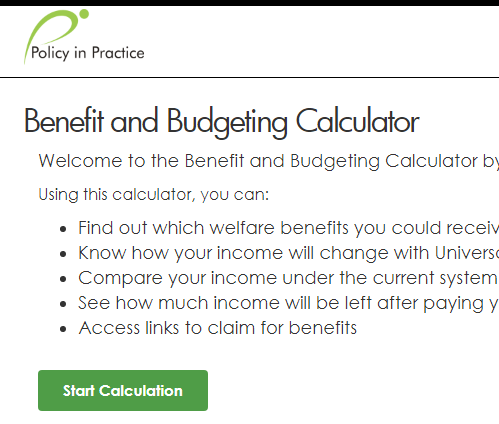 Policy in Practice
Benefit and Budgeting Calculator
Welcome to the Benefit and Budgeting Calculator by
Using this calculator, you can:
Find out which welfare benefits you could
Know how your income will change with
Compare your income under the current system
See how much income will be left after paying
Access links to claim for benefits
Start Calculation